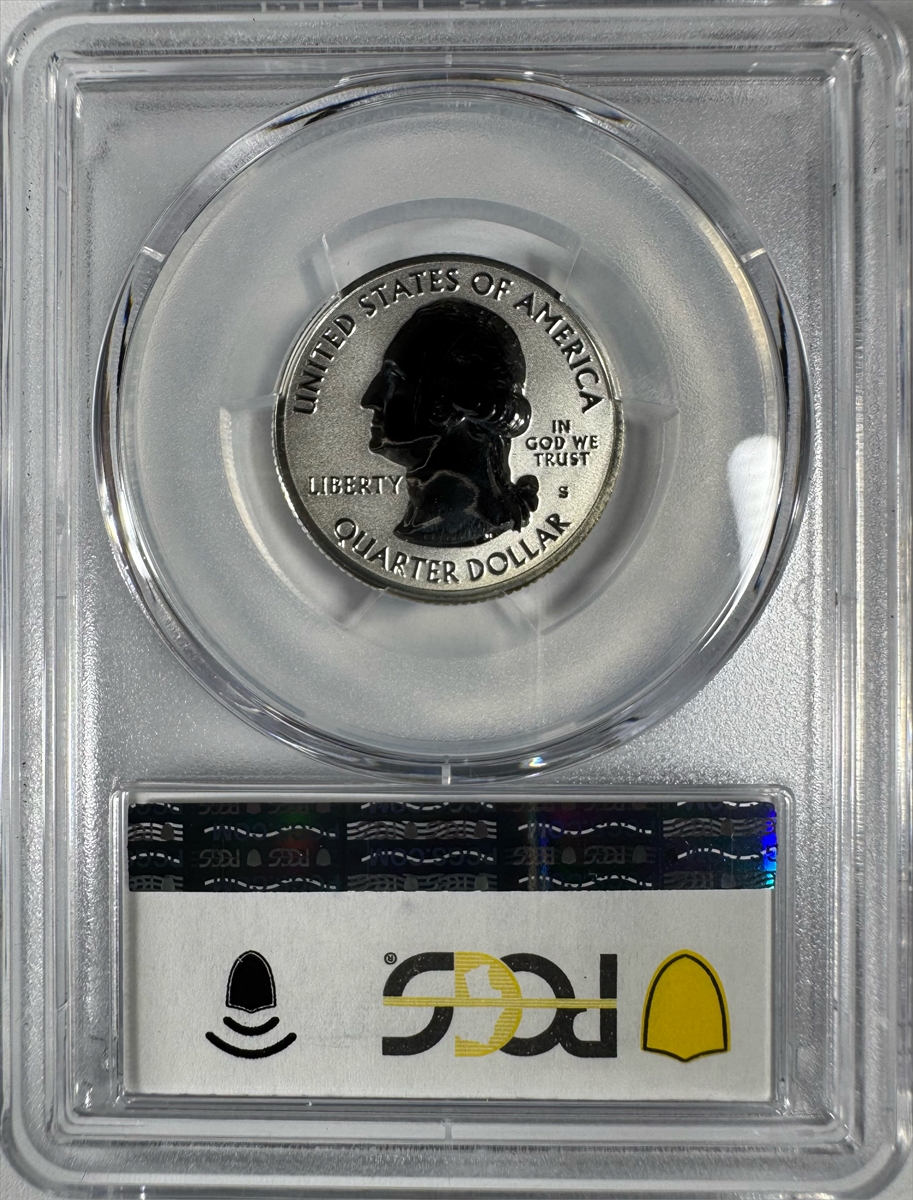 UNITED STATES OF AMERICA
IN
GOD WE
TRUST
LIBERTY
S
QUARTER DOLLAR
PCGS
®